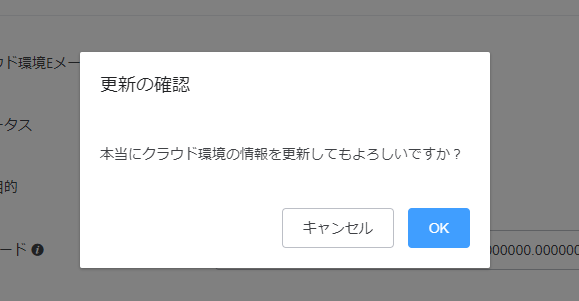 ウド環境Eメー
更新の確認
ータス
本当にクラウド環境の情報を更新してもよろしいですか？
目的
キャンセル
OK
ード
000000.000000